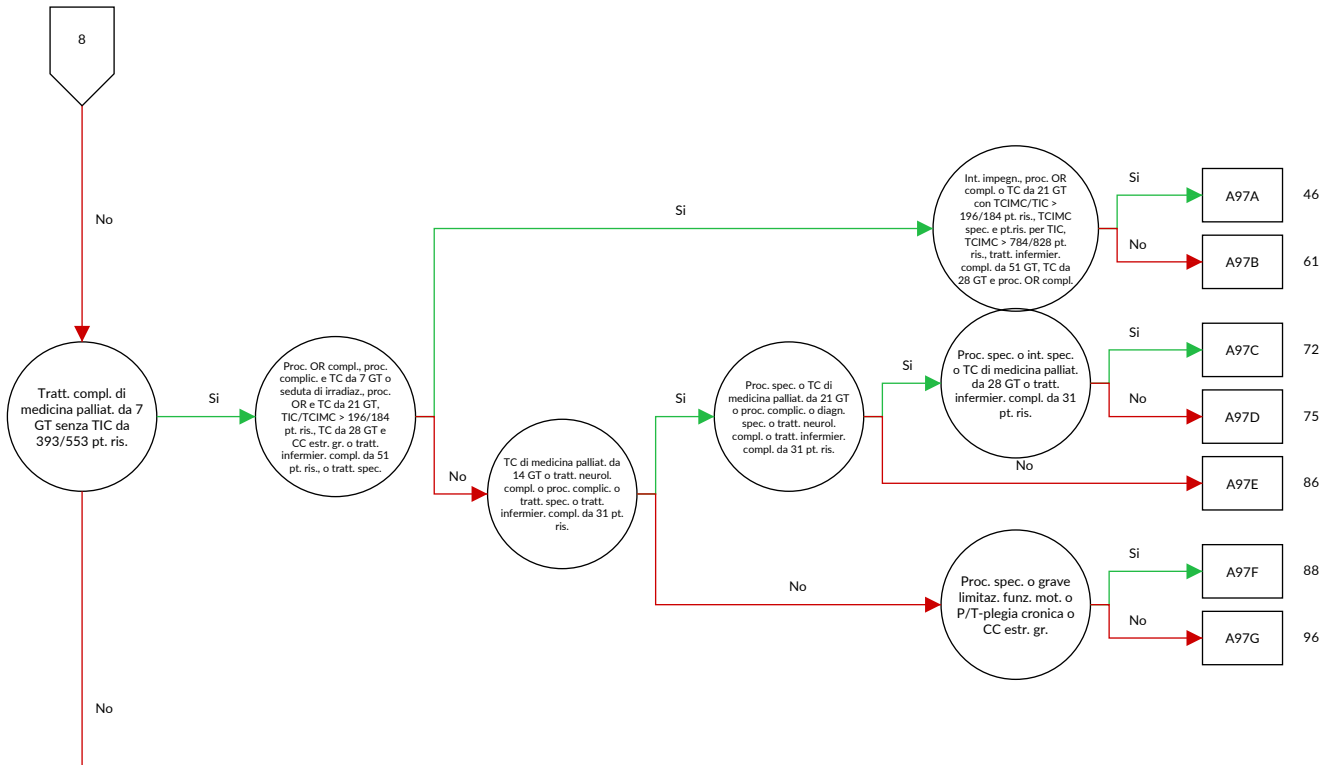 8
No
Tratt. compl. di
medicina palliat. da 7
GT senza TIC da
393/553 pt. ris.
Si
No
Proc. OR compl., proc.
complic. e TC da 7 GT o
seduta di irradiaz., proc.
OR e TC da 21 GT,
TIC/TCIMC > 196/184
pt. ris., TC da 28 GT e
CC estr. gr. o tratt.
infermier. compl. da 51
pt. ris., o tratt. spec.
Si
No
TC di medicina palliat. da
14 GT o tratt. neurol.
compl. o proc. complic. o
tratt. spec. o tratt.
infermier. compl. da 31 pt.
ris.
Si
No
Proc. spec. o TC di
medicina palliat. da 21 GT
o proc. complic. o diagn.
spec. o tratt. neurol.
compl. o tratt. infermier.
compl. da 31 pt. ris.
Si
No
Int. impegn., proc. OR
compl. o TC da 21 GT
con TCIMC/TIC >
196/184 pt. ris., TCIMC
spec. e pt.ris. per TIC,
TCIMC > 784/828 pt.
ris., tratt. infermier.
compl. da 51 GT, TC da
28 GT e proc. OR compl.
Si
A97A
46
No
A97B
61
Proc. spec. o int. spec.
o TC di medicina palliat.
da 28 GT o tratt.
infermier. compl. da 31
pt. ris.
Si
A97C
72
No
A97D
75
A97E
86
Proc. spec. o grave
limitaz. funz. mot. o
P/T-plegia cronica o
CC estr. gr.
Si
A97F
88
No
A97G
96